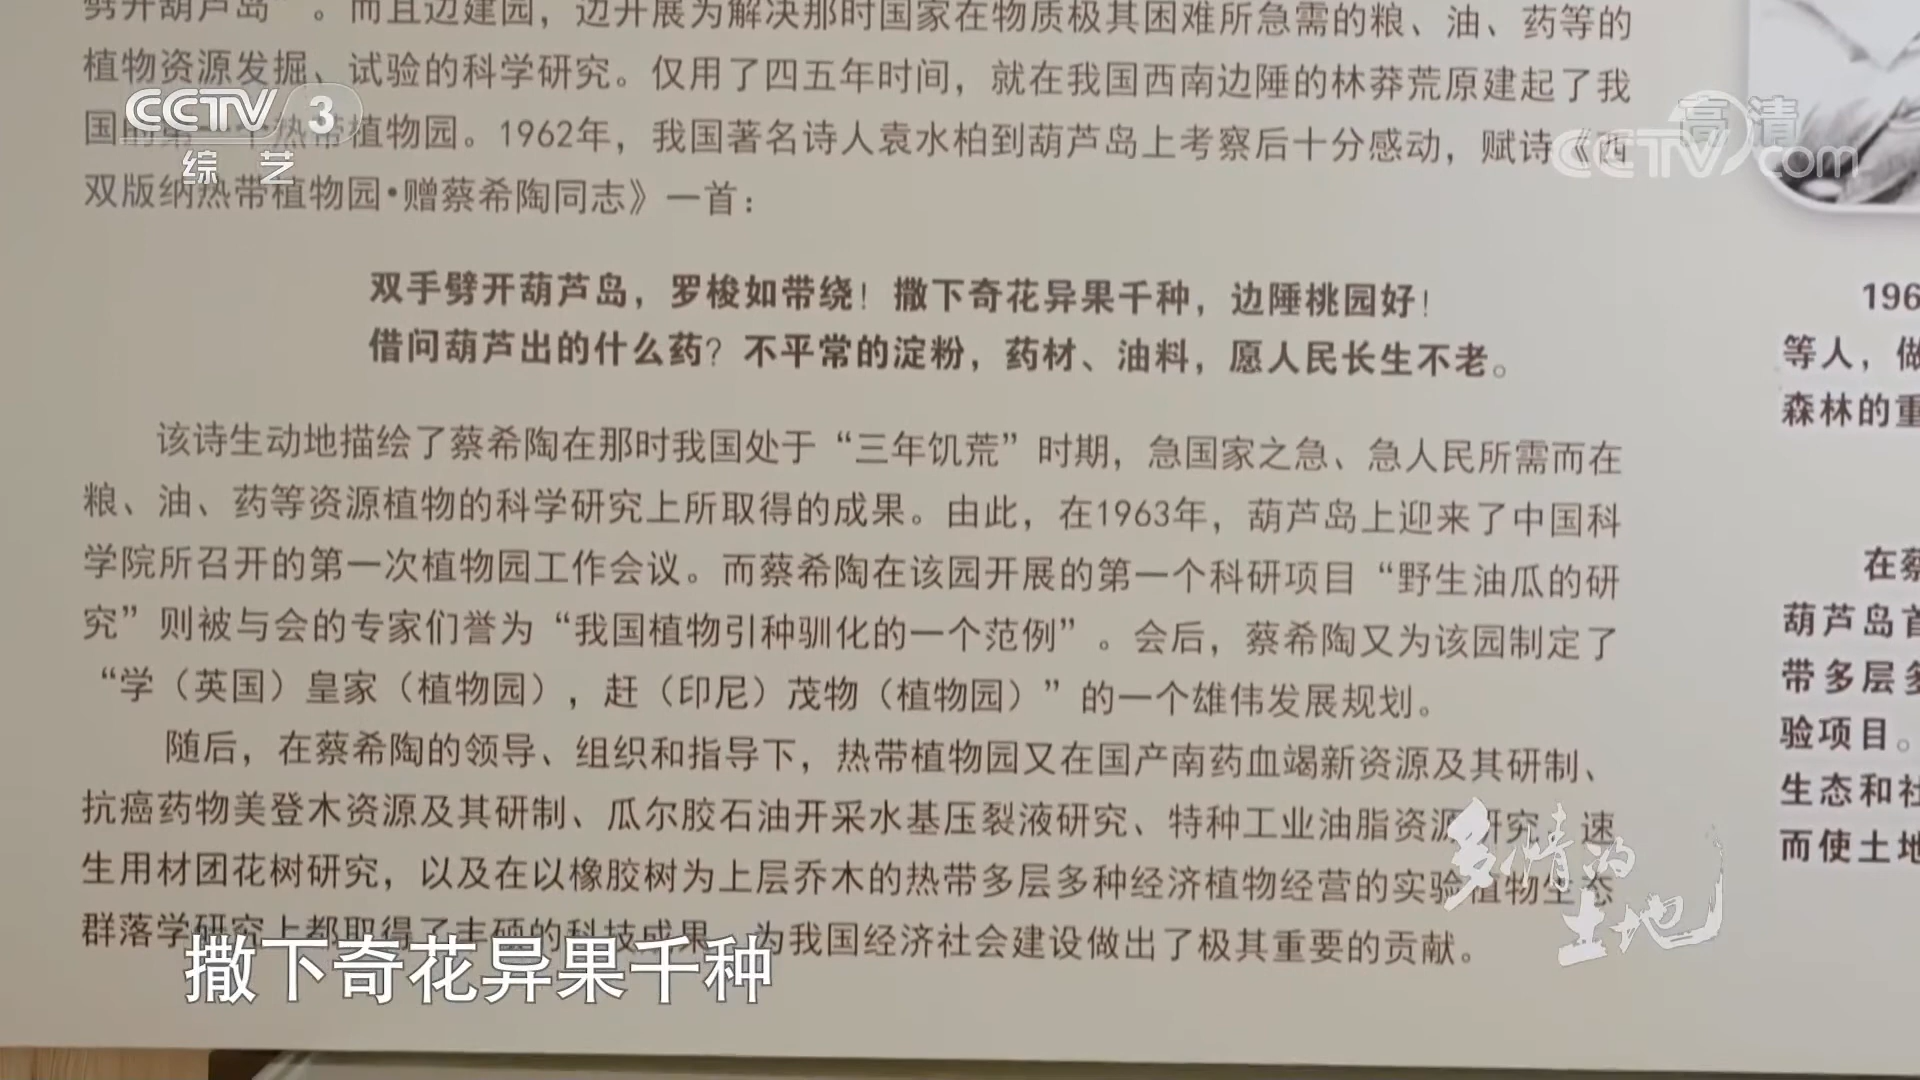 劈开葫芦岛”。而且边建园，边开展为解决那时国家在物质极其困难所急需的粮、油、药等的
植物资源发掘、试验的科学研究。仅用了四五年时间，就在我国西南边陲的林莽荒原建起了我
国的第一个热带植物园。1962年，我国著名诗人袁水柏到葫芦岛上考察后十分感动，赋诗《西
双版纳热带植物园•赠蔡希陶同志》一首：
双手劈开葫芦岛，罗梭如带绕！撒下奇花异果千种，边陲桃园好！
借问葫芦出的什么药？不平常的淀粉，药材、油料，愿人民长生不老。
该诗生动地描绘了蔡希陶在那时我国处于“三年饥荒”时期，急国家之急、急人民所需而在
粮、油、药等资源植物的科学研究上所取得的成果。由此，在1963年，葫芦岛上迎来了中国科
学院所召开的第一次植物园工作会议。而蔡希陶在该园开展的第一个科研项目“野生油瓜的研
究”则被与会的专家们誉为“我国植物引种驯化的一个范例”。会后，蔡希陶又为该园制定了
“学（英国）皇家（植物园），赶（印尼）茂物（植物园）”的一个雄伟发展规划。
随后，在蔡希陶的领导、组织和指导下，热带植物园又在国产南药血竭新资源及其研制、
抗癌药物美登木资源及其研制、瓜尔胶石油开采水基压裂液研究、特种工业油脂资源研究、速
生用材团花树研究，以及在以橡胶树为上层乔木的热带多层多种经济植物经营的实验植物生态
群落学研究上都取得了丰硕的科技成果，为我国经济社会建设做出了极其重要的贡献。
196
等人，做
森林的重
在蔡
葫芦岛首
带多层多
验项目。
生态和社
而使土地
CCTV 3
综艺
高清
CCTV.com
多情的
土地
撒下奇花异果千种